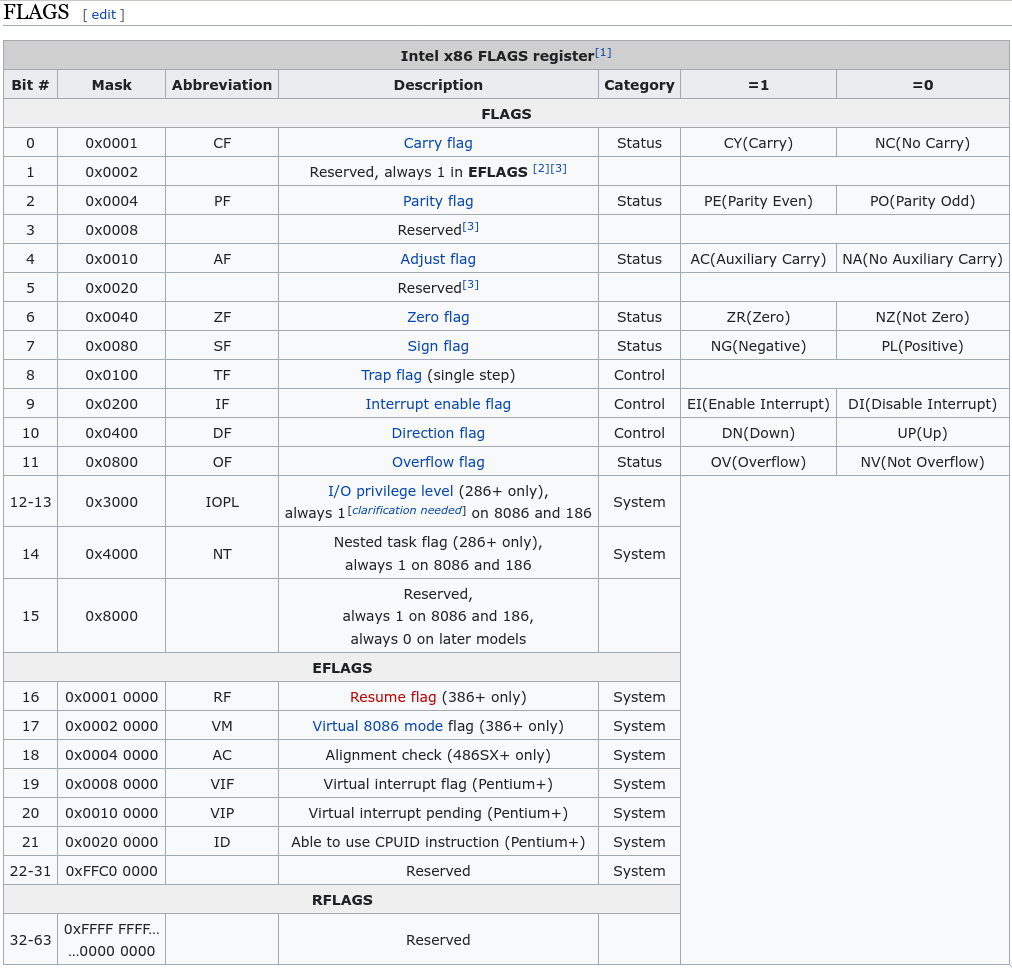 FLAGS [ edit ]
Intel x86 FLAGS register[1]
Bit # Mask Abbreviation Description Category =1 =0
FLAGS
0 0x0001 CF Carry flag Status CY(Carry) NC(No Carry)
1 0x0002 Reserved, always 1 in EFLAGS [2][3]
2 0x0004 PF Parity flag Status PE(Parity Even) PO(Parity Odd)
3 0x0008 Reserved[3]
4 0x0010 AF Adjust flag Status AC(Auxiliary Carry) NA(No Auxiliary Carry)
5 0x0020 Reserved[3]
6 0x0040 ZF Zero flag Status ZR(Zero) NZ(Not Zero)
7 0x0080 SF Sign flag Status NG(Negative) PL(Positive)
8 0x0100 TF Trap flag (single step) Control
9 0x0200 IF Interrupt enable flag Control EI(Enable Interrupt) DI(Disable Interrupt)
10 0x0400 DF Direction flag Control DN(Down) UP(Up)
11 0x0800 OF Overflow flag Status OV(Overflow) NV(Not Overflow)
12-13 0x3000 IOPL I/O privilege level (286+ only),
always 1[clarification needed] on 8086 and 186 System
14 0x4000 NT Nested task flag (286+ only),
always 1 on 8086 and 186 System
15 0x8000 Reserved,
always 1 on 8086 and 186,
always 0 on later models
EFLAGS
16 0x0001 0000 RF Resume flag (386+ only) System
17 0x0002 0000 VM Virtual 8086 mode flag (386+ only) System
18 0x0004 0000 AC Alignment check (486SX+ only) System
19 0x0008 0000 VIF Virtual interrupt flag (Pentium+) System
20 0x0010 0000 VIP Virtual interrupt pending (Pentium+) System
21 0x0020 0000 ID Able to use CPUID instruction (Pentium+) System
22-31 0xFFC0 0000 Reserved System
RFLAGS
32-63 0xFFFF FFFF...
...0000 0000 Reserved